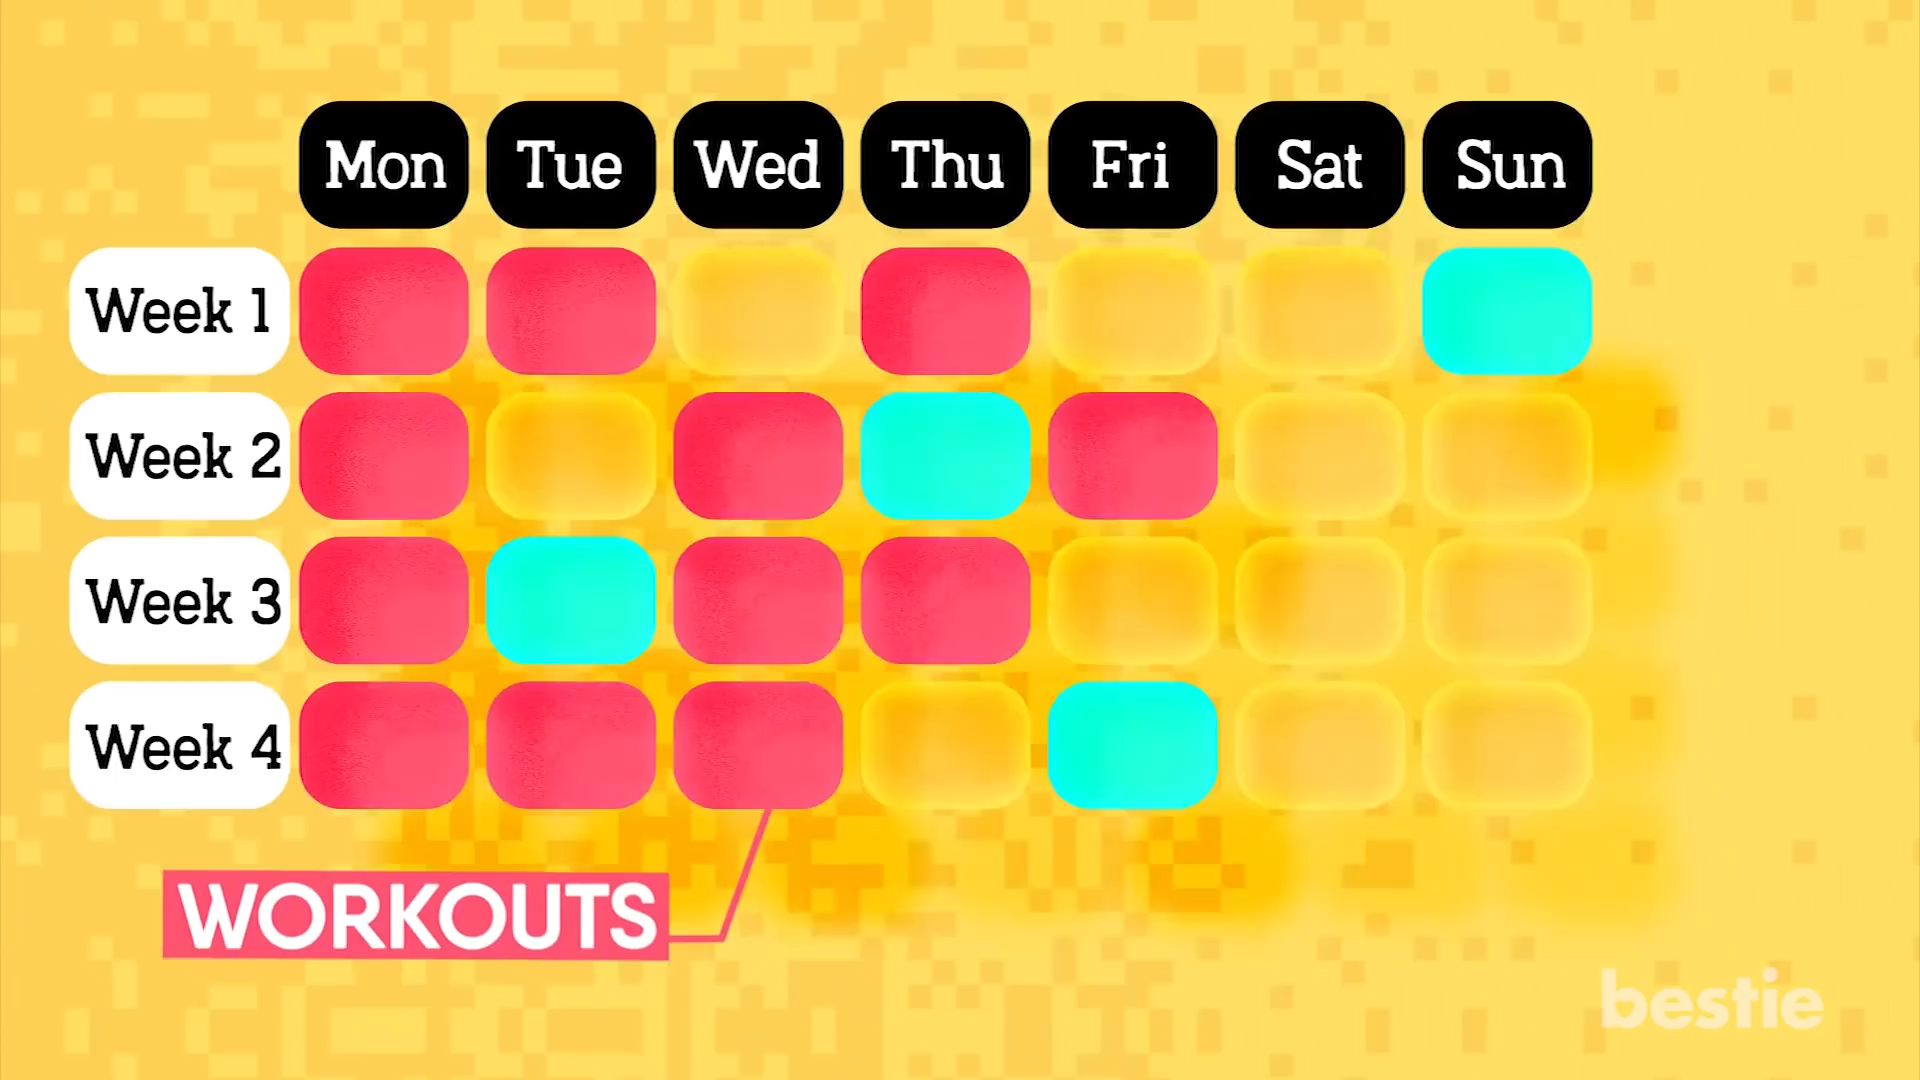 Mon Tue Wed Thu Fri Sat Sun
Week 1
Week 2
Week 3
Week 4
WORKOUTS
bestie